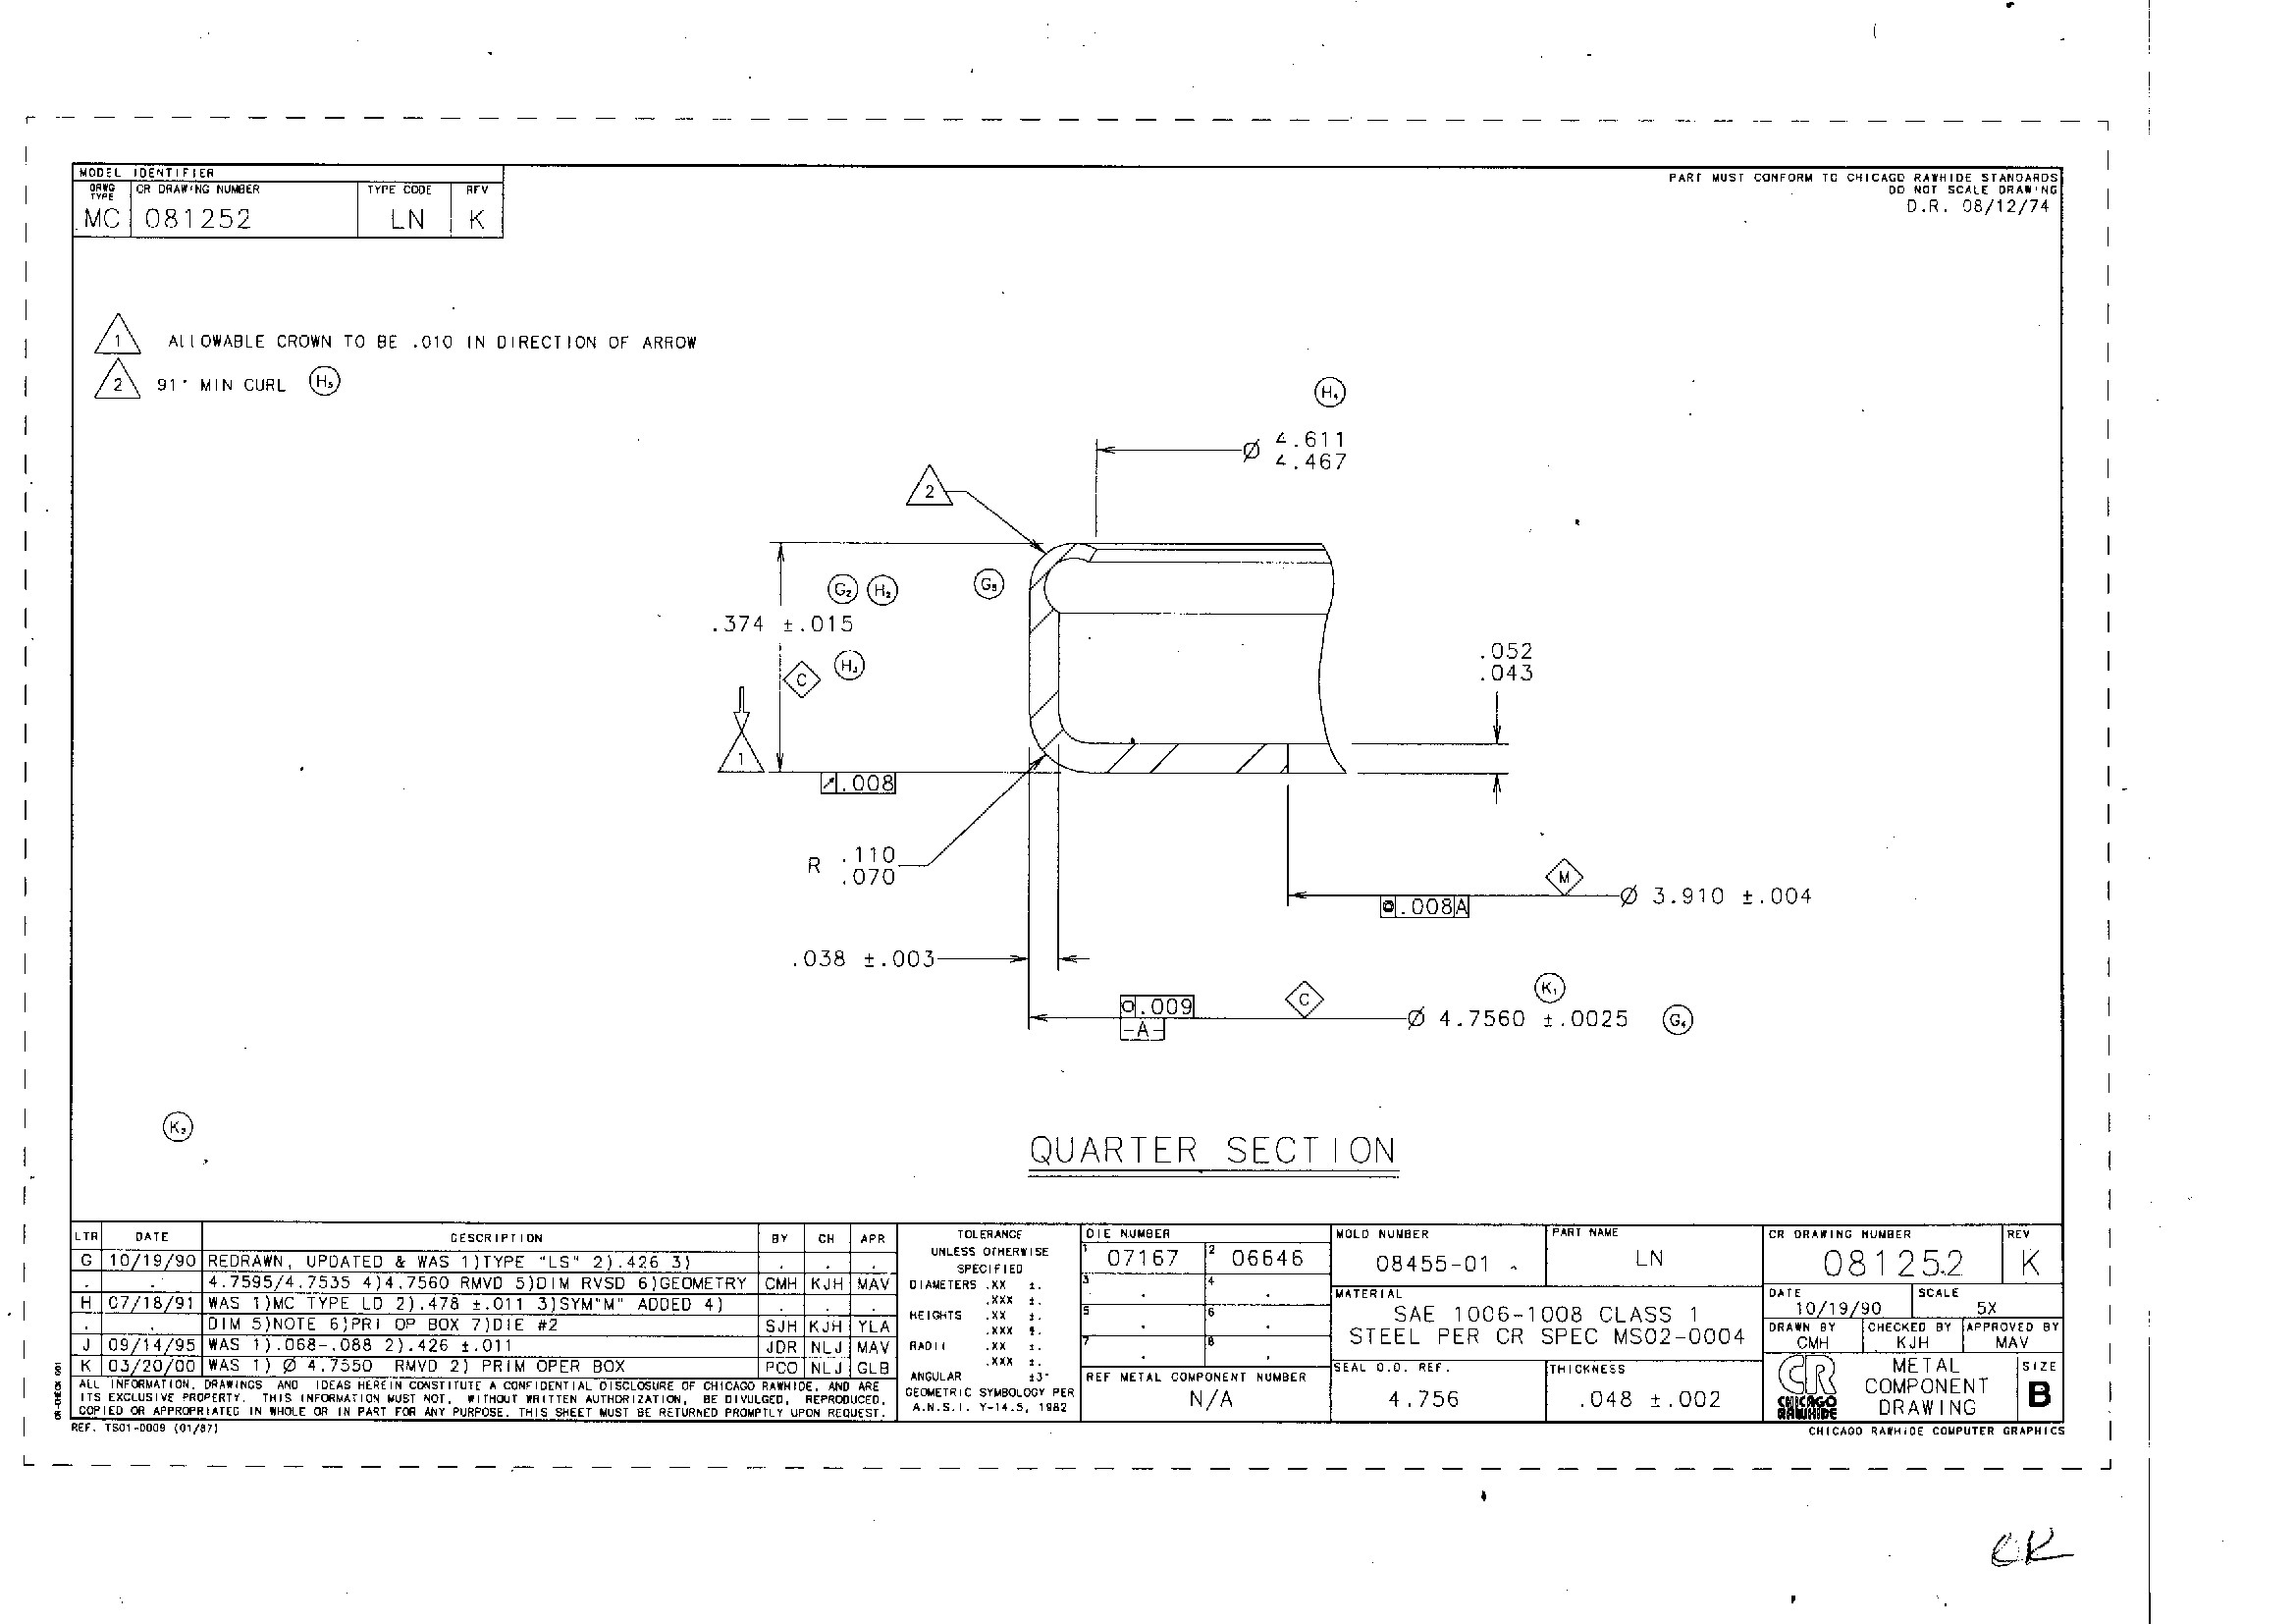 MODEL IDENTIFIER
DRWG TYPE CR DRAWING NUMBER TYPE CODE REV
MC 081252 LN K
PART MUST CONFORM TO CHICAGO RAWHIDE STANDARDS
DO NOT SCALE DRAWING
D.R. 08/12/74
1 ALLOWABLE CROWN TO BE .010 IN DIRECTION OF ARROW
2 91° MIN CURL H5
H4
Ø 4.611
4.467
2
G2 H2 G5
.374 ±.015
C H3
.052
.043
1
.008
R .110
.070
M
Ø 3.910 ±.004
.008 A
.038 ±.003
.009
-A-
C
K1
Ø 4.7560 ±.0025 G4
K2
QUARTER SECTION
LTR DATE DESCRIPTION BY CH APR
G 10/19/90 REDRAWN, UPDATED & WAS 1)TYPE "LS" 2).426 3)
4.7595/4.7535 4)4.7560 RMVD 5)DIM RVSD 6)GEOMETRY CMH KJH MAV
H 07/18/91 WAS 1)MC TYPE LD 2).478 ±.011 3)SYM"M" ADDED 4)
DIM 5)NOTE 6)PRI OP BOX 7)DIE #2 SJH KJH YLA
J 09/14/95 WAS 1).068-.088 2).426 ±.011 JDR NLJ MAV
K 03/20/00 WAS 1) Ø 4.7550 RMVD 2) PRIM OPER BOX PCO NLJ GLB
ALL INFORMATION, DRAWINGS AND IDEAS HEREIN CONSTITUTE A CONFIDENTIAL DISCLOSURE OF CHICAGO RAWHIDE, AND ARE
ITS EXCLUSIVE PROPERTY. THIS INFORMATION MUST NOT, WITHOUT WRITTEN AUTHORIZATION, BE DIVULGED, REPRODUCED,
COPIED OR APPROPRIATED IN WHOLE OR IN PART FOR ANY PURPOSE. THIS SHEET MUST BE RETURNED PROMPTLY UPON REQUEST.
REF. TS01-0009 (01/87)
TOLERANCE
UNLESS OTHERWISE
SPECIFIED
DIAMETERS .XX ±.
.XXX ±.
HEIGHTS .XX ±.
.XXX ±.
RADII .XX ±.
.XXX ±.
ANGULAR ±3°
GEOMETRIC SYMBOLOGY PER
A.N.S.I. Y-14.5, 1982
DIE NUMBER
1 07167 2 06646
3 4
5 6
7 8
REF METAL COMPONENT NUMBER
N/A
MOLD NUMBER
08455-01
PART NAME
LN
MATERIAL
SAE 1006-1008 CLASS 1
STEEL PER CR SPEC MS02-0004
SEAL O.D. REF.
4.756
THICKNESS
.048 ±.002
CR DRAWING NUMBER REV
081252 K
DATE SCALE
10/19/90 5X
DRAWN BY CHECKED BY APPROVED BY
CMH KJH MAV
CR
CHICAGO
RAWHIDE
METAL
COMPONENT
DRAWING
SIZE
B
CHICAGO RAWHIDE COMPUTER GRAPHICS